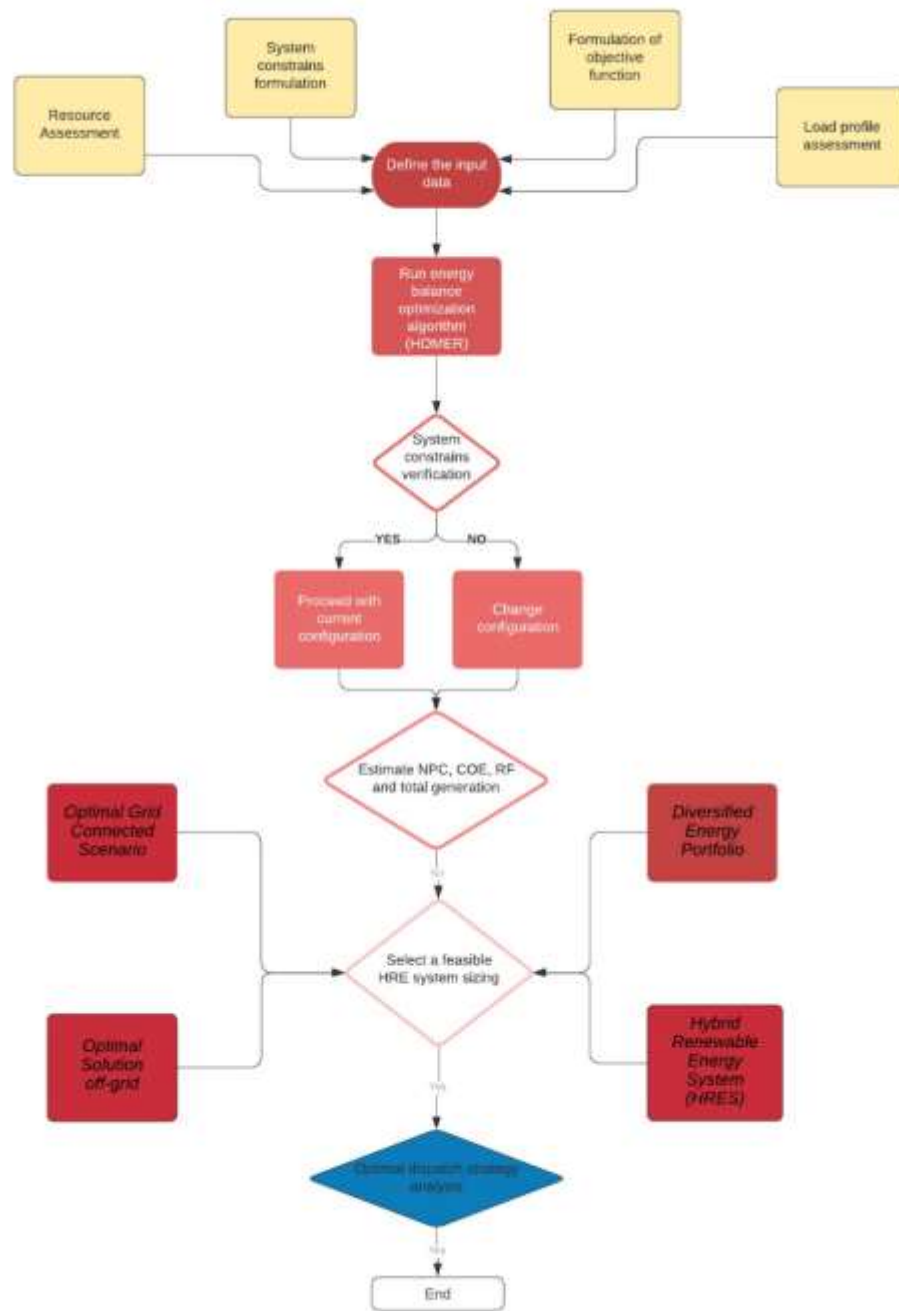 System
constrains
formulation
Formulation of
objective
function
Resource
Assessment
Load profile
assessment
Define the input
data
Run energy
balance
optimization
algorithm
(HOMER)
System
constrains
verification
YES
NO
Proceed with
current
configuration
Change
configuration
Estimate NPC, COE, RF
and total generation
Optimal Grid
Connected
Scenario
Diversified
Energy
Portfolio
Select a feasible
HRE system sizing
Optimal
Solution
off-grid
Hybrid
Renewable
Energy
System
(HRES)
Yes
Optimal dispatch strategy
analysis
Yes
End